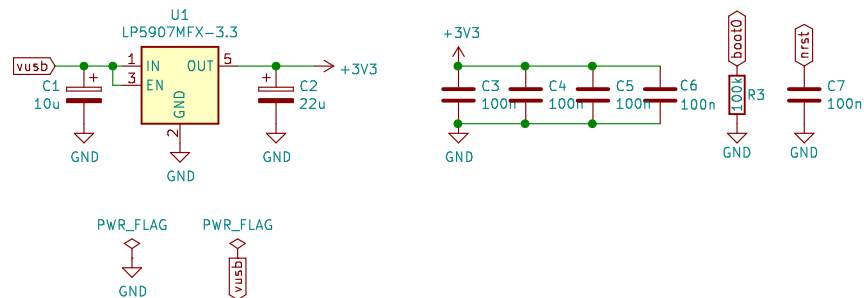 U1
LP5907MFX-3.3
vusb
1
IN
OUT
5
3
EN
GND
2
GND
+3V3
C1
+
10u
GND
+
C2
22u
GND
+3V3
C3
100n
C4
100n
C5
100n
C6
100n
GND
boot0
100k
R3
GND
nrst
C7
100n
GND
PWR_FLAG
GND
PWR_FLAG
vusb